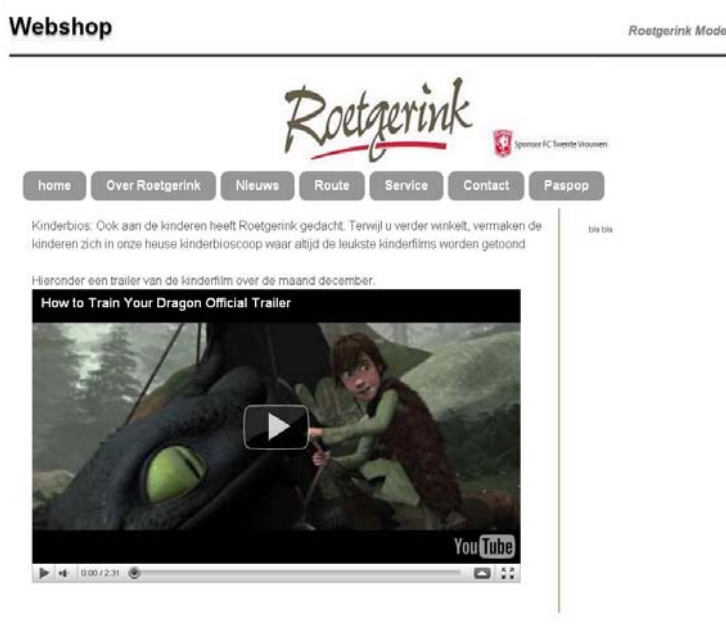 Webshop
Roetgerink Mode
Roetgerink
Sponsor FC Twente Vrouwen
home Over Roetgerink Nieuws Route Service Contact Paspop
Kinderbios: Ook aan de kinderen heeft Roetgerink gedacht. Terwijl u verder winkelt, vermaken de
kinderen zich in onze heuse kinderbioscoop waar altijd de leukste kinderfilms worden getoond
bla bla
Hieronder een trailer van de kinderfilm over de maand december.
How to Train Your Dragon Official Trailer
YouTube
0:00 / 2:31